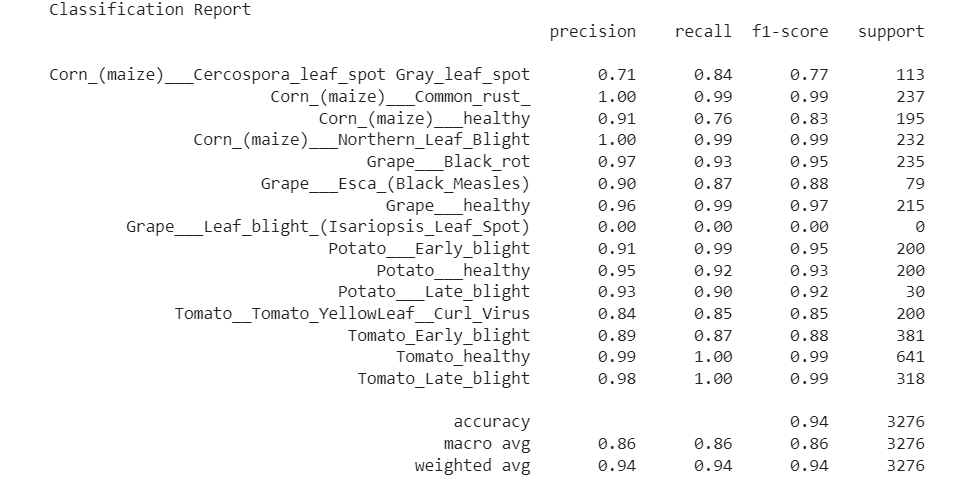 Classification Report
precision recall f1-score support
Corn_(maize)___Cercospora_leaf_spot Gray_leaf_spot 0.71 0.84 0.77 113
Corn_(maize)___Common_rust_ 1.00 0.99 0.99 237
Corn_(maize)___healthy 0.91 0.76 0.83 195
Corn_(maize)___Northern_Leaf_Blight 1.00 0.99 0.99 232
Grape___Black_rot 0.97 0.93 0.95 235
Grape___Esca_(Black_Measles) 0.90 0.87 0.88 79
Grape___healthy 0.96 0.99 0.97 215
Grape___Leaf_blight_(Isariopsis_Leaf_Spot) 0.00 0.00 0.00 0
Potato___Early_blight 0.91 0.99 0.95 200
Potato___healthy 0.95 0.92 0.93 200
Potato___Late_blight 0.93 0.90 0.92 30
Tomato__Tomato_YellowLeaf__Curl_Virus 0.84 0.85 0.85 200
Tomato_Early_blight 0.89 0.87 0.88 381
Tomato_healthy 0.99 1.00 0.99 641
Tomato_Late_blight 0.98 1.00 0.99 318
accuracy 0.94 3276
macro avg 0.86 0.86 0.86 3276
weighted avg 0.94 0.94 0.94 3276